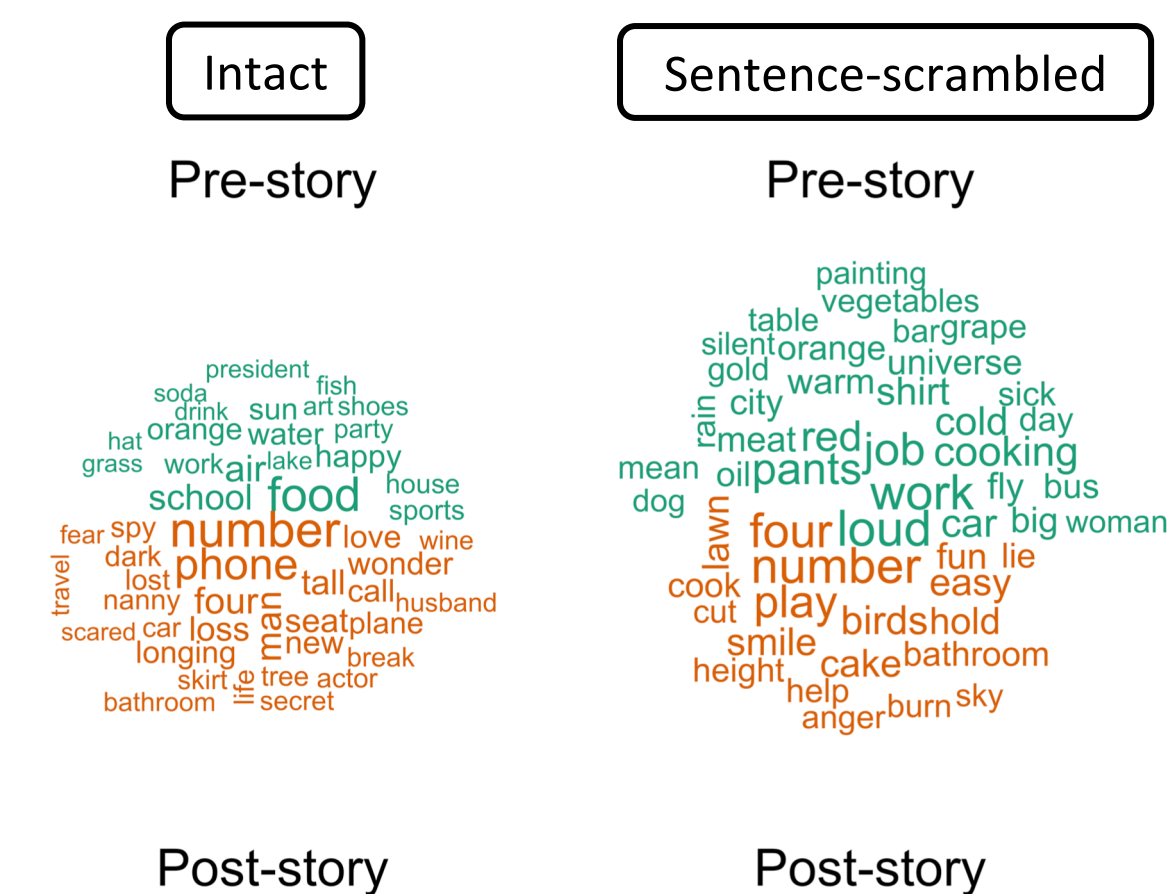 Intact
Pre-story
president
fish
soda
drink sun art shoes
hat orange water party
grass work air lake happy
school food house
sports
fear spy number love wine
dark phone wonder
travel lost tall call
nanny four man husband
scared car loss seat plane
longing new break
skirt life tree actor
bathroom secret
Post-story
Sentence-scrambled
Pre-story
painting
vegetables
table bar grape
silent orange universe
gold warm shirt sick
rain city cold day
meat red job cooking
mean oil pants fly bus
dog work
lawn four loud car big woman
number fun lie
cook easy
cut play birds hold
smile
height cake bathroom
help sky
anger burn
Post-story